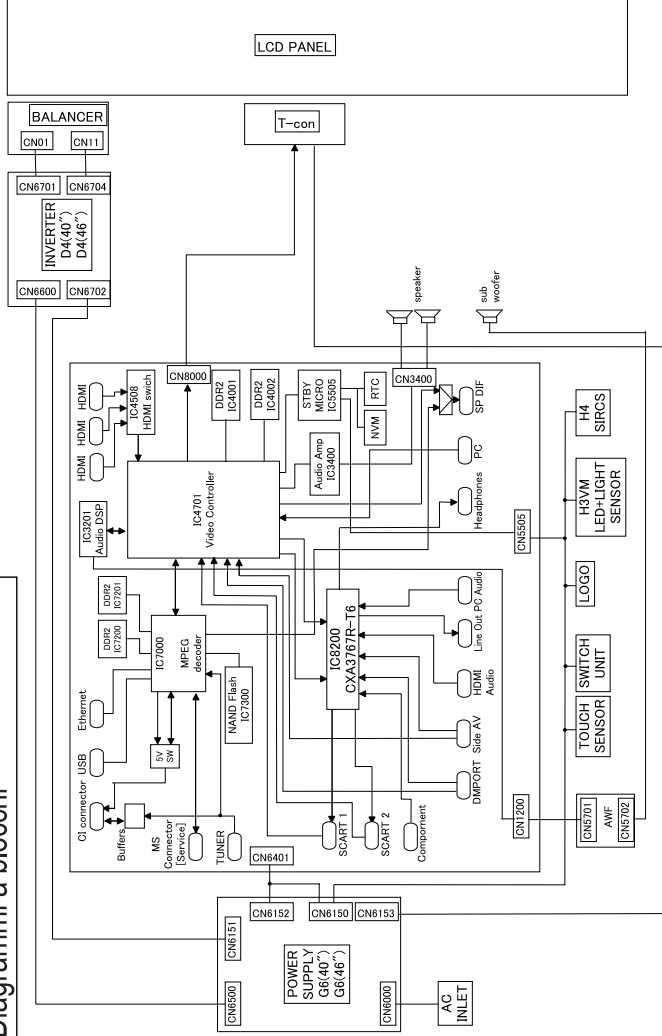 Diagrammi a blocchi
LCD PANEL
BALANCER
CN01
CN11
T-con
CN6701
CN6704
INVERTER
D4(40″)
D4(46″)
CN6600
CN6702
speaker
sub
woofer
HDMI
HDMI
HDMI
IC4508
HDMI swich
CN8000
DDR2
IC4001
DDR2
IC4002
STBY
MICRO
IC5505
RTC
NVM
CN3400
SP DIF
IC3201
Audio DSP
IC4701
Video Controller
Audio Amp
IC3400
PC
Headphones
H4
SIRCS
H3VM
LED+LIGHT
SENSOR
CN5505
DDR2
IC7201
DDR2
IC7200
IC7000
MPEG
decoder
NAND Flash
IC7300
IC8200
CXA3767R-T6
PC Audio
Line Out
HDMI
Audio
Side AV
DMPORT
LOGO
SWITCH
UNIT
TOUCH
SENSOR
Ethernet
USB
5V
SW
CI connector
Buffers
MS
Connector
[Service]
TUNER
SCART 1
SCART 2
Compornent
CN1200
CN5701
AWF
CN5702
CN6401
CN6152
CN6150
CN6153
CN6151
CN6500
POWER
SUPPLY
G6(40″)
G6(46″)
CN6000
AC
INLET